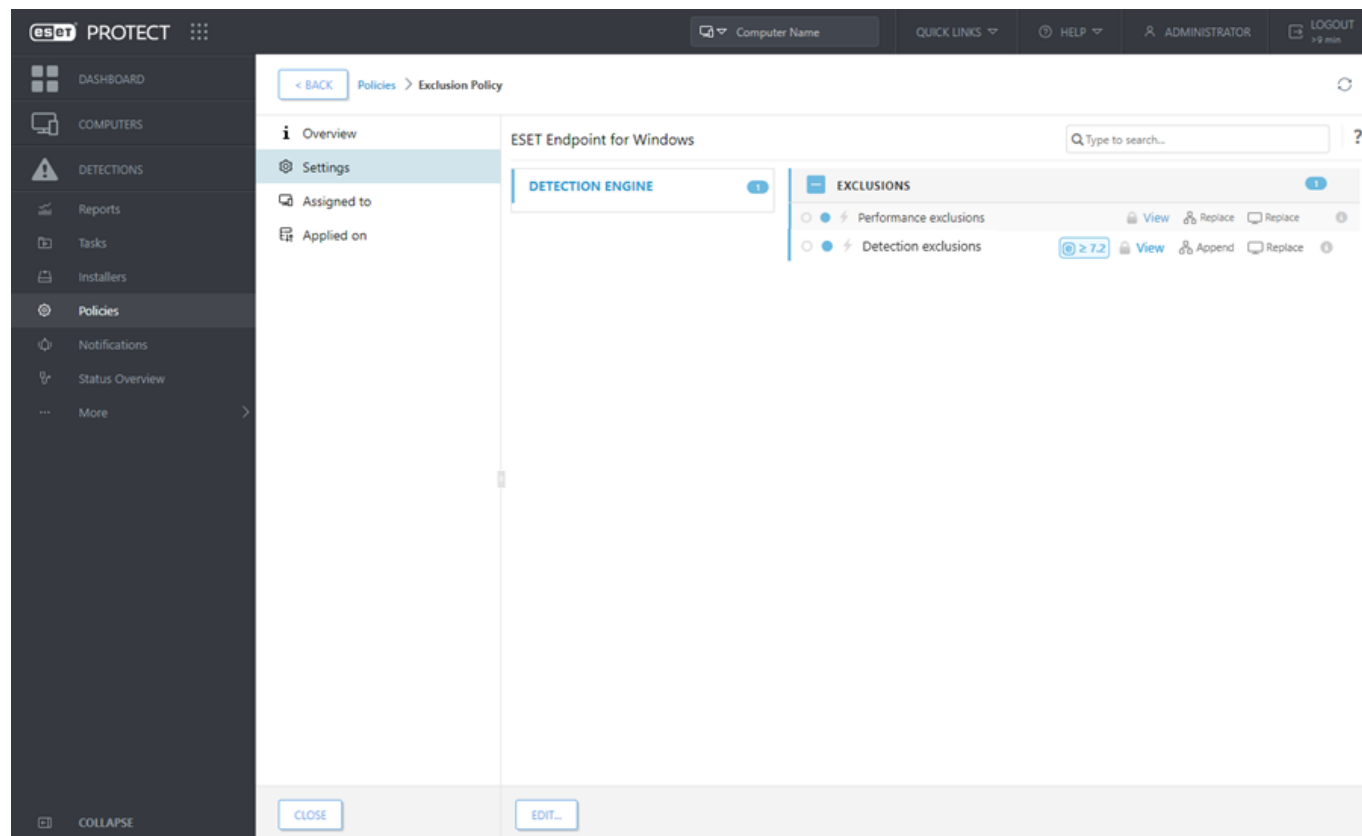 eset PROTECT
Computer Name
QUICK LINKS
HELP
ADMINISTRATOR
LOGOUT
>9 min
DASHBOARD
COMPUTERS
DETECTIONS
Reports
Tasks
Installers
Policies
Notifications
Status Overview
More
COLLAPSE
< BACK Policies > Exclusion Policy
Overview
Settings
Assigned to
Applied on
ESET Endpoint for Windows
Type to search...
?
DETECTION ENGINE 1
EXCLUSIONS 1
Performance exclusions View Replace Replace
Detection exclusions ≥ 7.2 View Append Replace
CLOSE
EDIT...